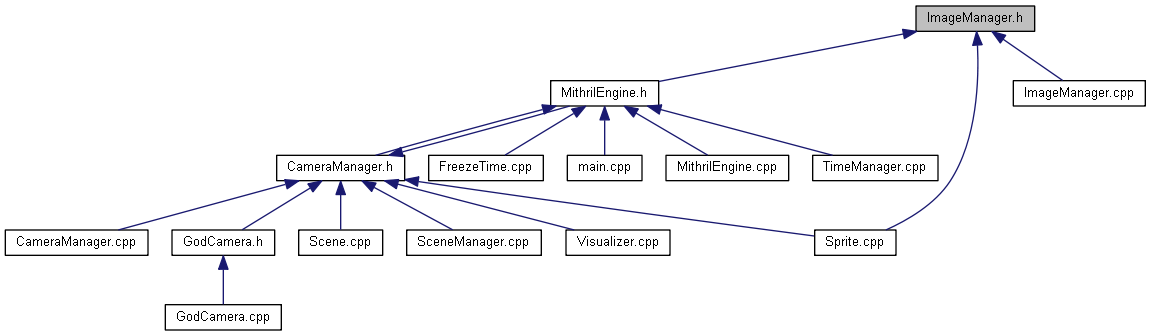 ImageManager.h
MithrilEngine.h
ImageManager.cpp
CameraManager.h
FreezeTime.cpp
main.cpp
MithrilEngine.cpp
TimeManager.cpp
CameraManager.cpp
GodCamera.h
Scene.cpp
SceneManager.cpp
Visualizer.cpp
Sprite.cpp
GodCamera.cpp